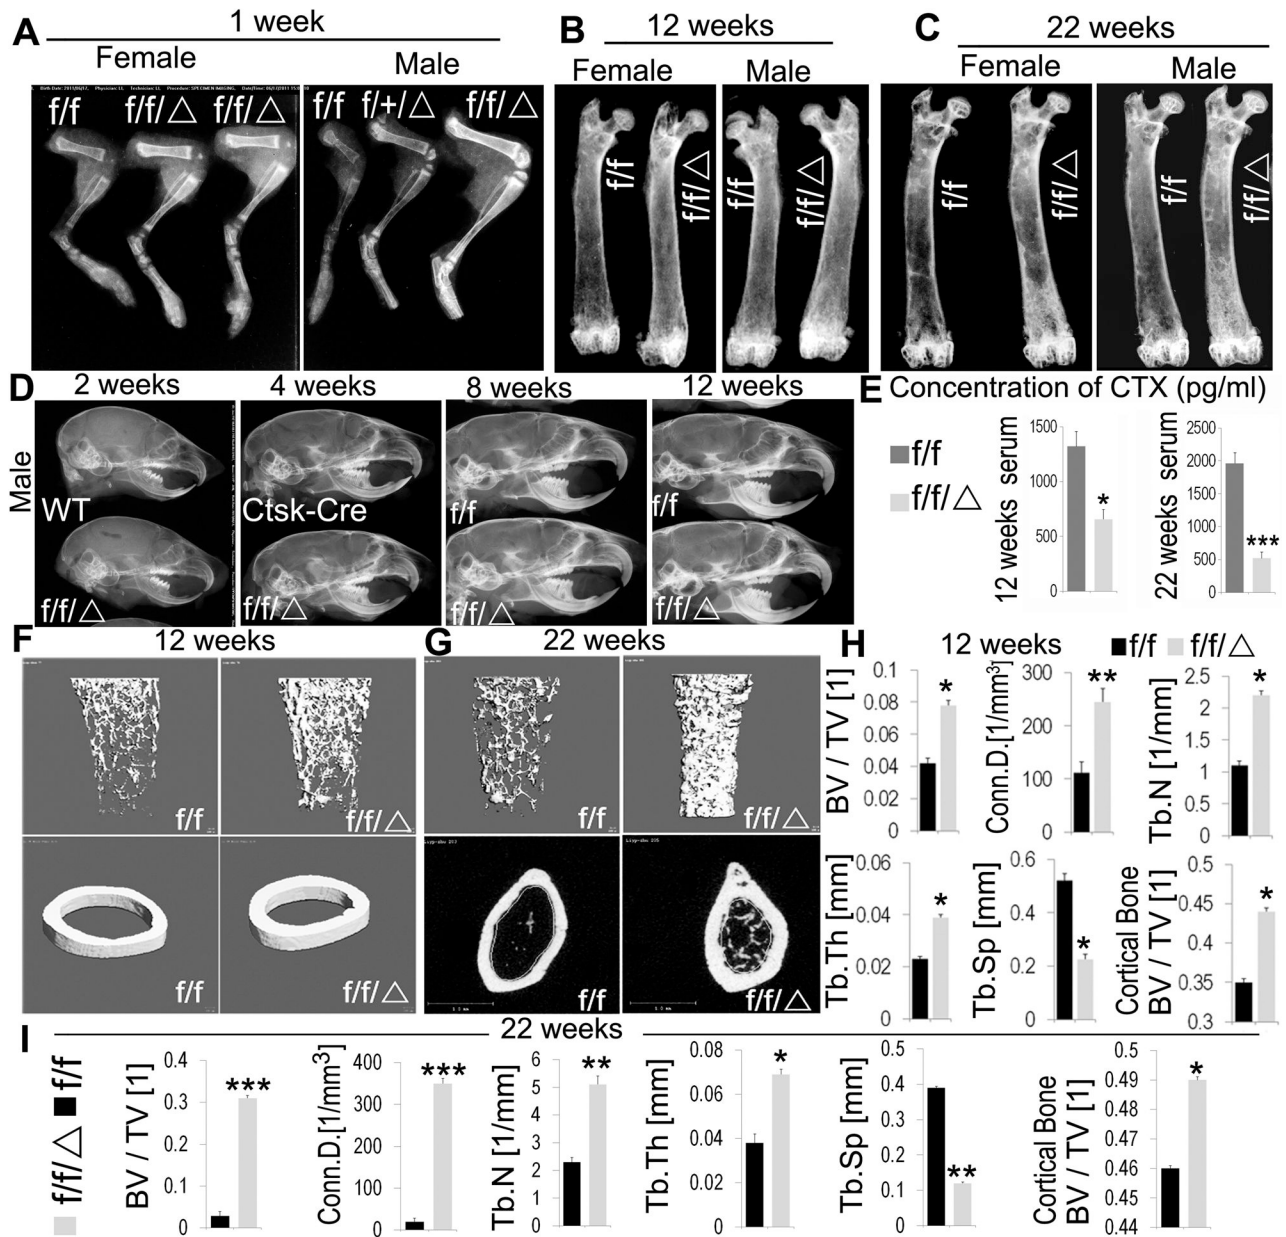 A
1 week
Female
Male
f/f
f/f/△
f/f/△
f/f
f/+/△
f/f/△
B
12 weeks
Female
Male
f/f
f/f/△
f/f
f/f/△
C
22 weeks
Female
Male
f/f
f/f/△
f/f
f/f/△
D
2 weeks
4 weeks
8 weeks
12 weeks
Male
WT
Ctsk-Cre
f/f
f/f
f/f/△
f/f/△
f/f/△
f/f/△
E
Concentration of CTX (pg/ml)
f/f
f/f/△
12 weeks serum
1500
1000
500
0
*
22 weeks serum
2500
2000
1500
1000
500
0
***
F
12 weeks
f/f
f/f/△
f/f
f/f/△
G
22 weeks
f/f
f/f/△
f/f
f/f/△
H
12 weeks
f/f
f/f/△
BV / TV [1]
0.1
0.08
0.06
0.04
0.02
0
*
Conn.D.[1/mm³]
300
200
100
0
**
Tb.N [1/mm]
2.5
2
1.5
1
0.5
0
*
Tb.Th [mm]
0.06
0.04
0.02
0
*
Tb.Sp [mm]
0.6
0.4
0.2
0
*
Cortical Bone
BV / TV [1]
0.5
0.45
0.4
0.35
0.3
*
I
22 weeks
f/f
f/f/△
BV / TV [1]
0.4
0.3
0.2
0.1
0
***
Conn.D.[1/mm³]
400
300
200
100
0
***
Tb.N [1/mm]
6
5
4
3
2
1
0
**
Tb.Th [mm]
0.08
0.06
0.04
0.02
0
*
Tb.Sp [mm]
0.5
0.4
0.3
0.2
0.1
0
**
Cortical Bone
BV / TV [1]
0.5
0.49
0.48
0.47
0.46
0.45
0.44
*